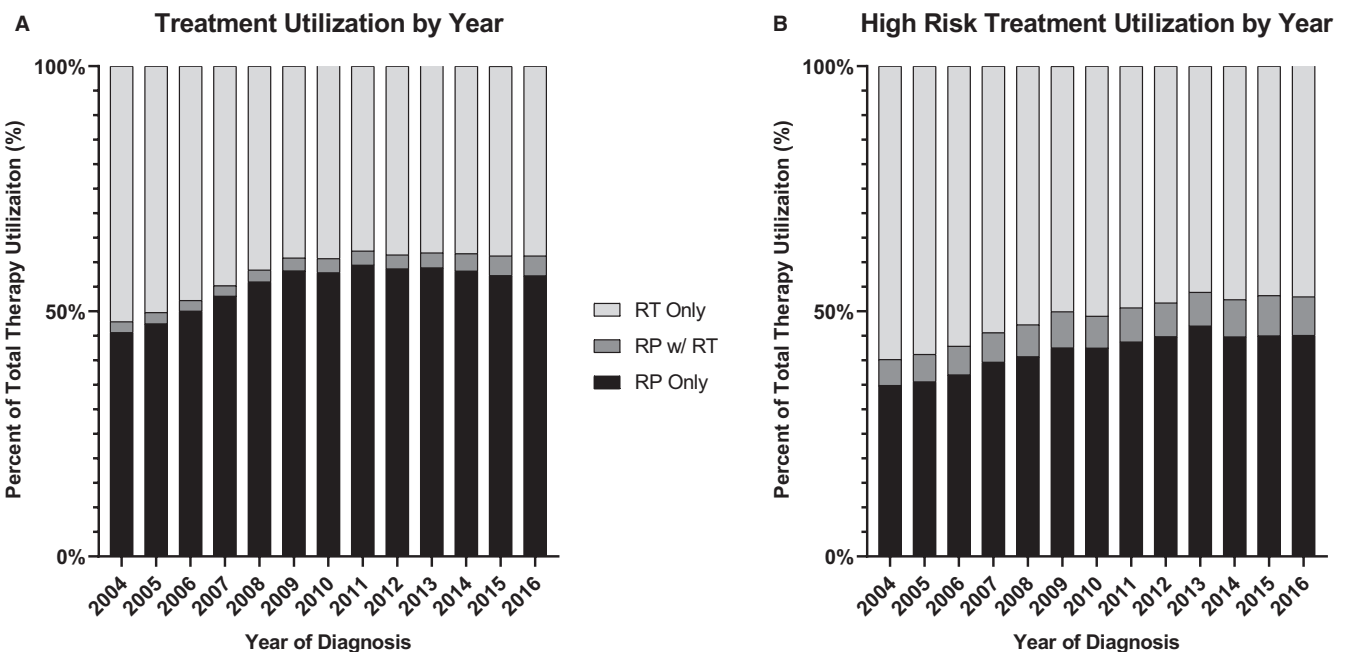 A
Treatment Utilization by Year
Percent of Total Therapy Utilizaiton (%)
100%
50%
0%
2004
2005
2006
2007
2008
2009
2010
2011
2012
2013
2014
2015
2016
Year of Diagnosis
RT Only
RP w/ RT
RP Only
B
High Risk Treatment Utilization by Year
Percent of Total Therapy Utilizaiton (%)
100%
50%
0%
2004
2005
2006
2007
2008
2009
2010
2011
2012
2013
2014
2015
2016
Year of Diagnosis